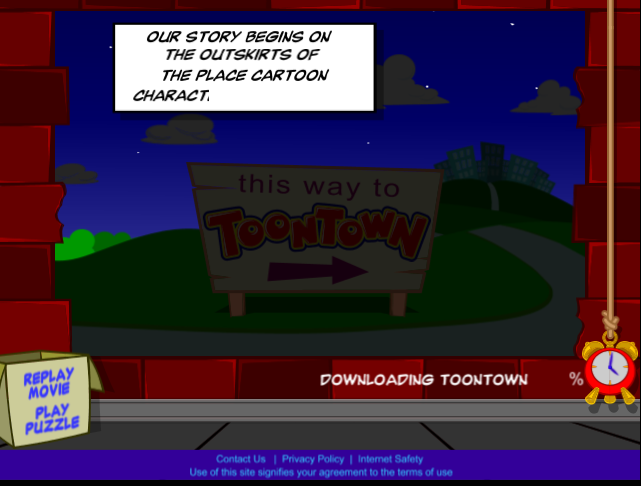 OUR STORY BEGINS ON
THE OUTSKIRTS OF
THE PLACE CARTOON
CHARACT
this way to
TOONTOWN
REPLAY
MOVIE
PLAY
PUZZLE
DOWNLOADING TOONTOWN %
Contact Us | Privacy Policy | Internet Safety
Use of this site signifies your agreement to the terms of use